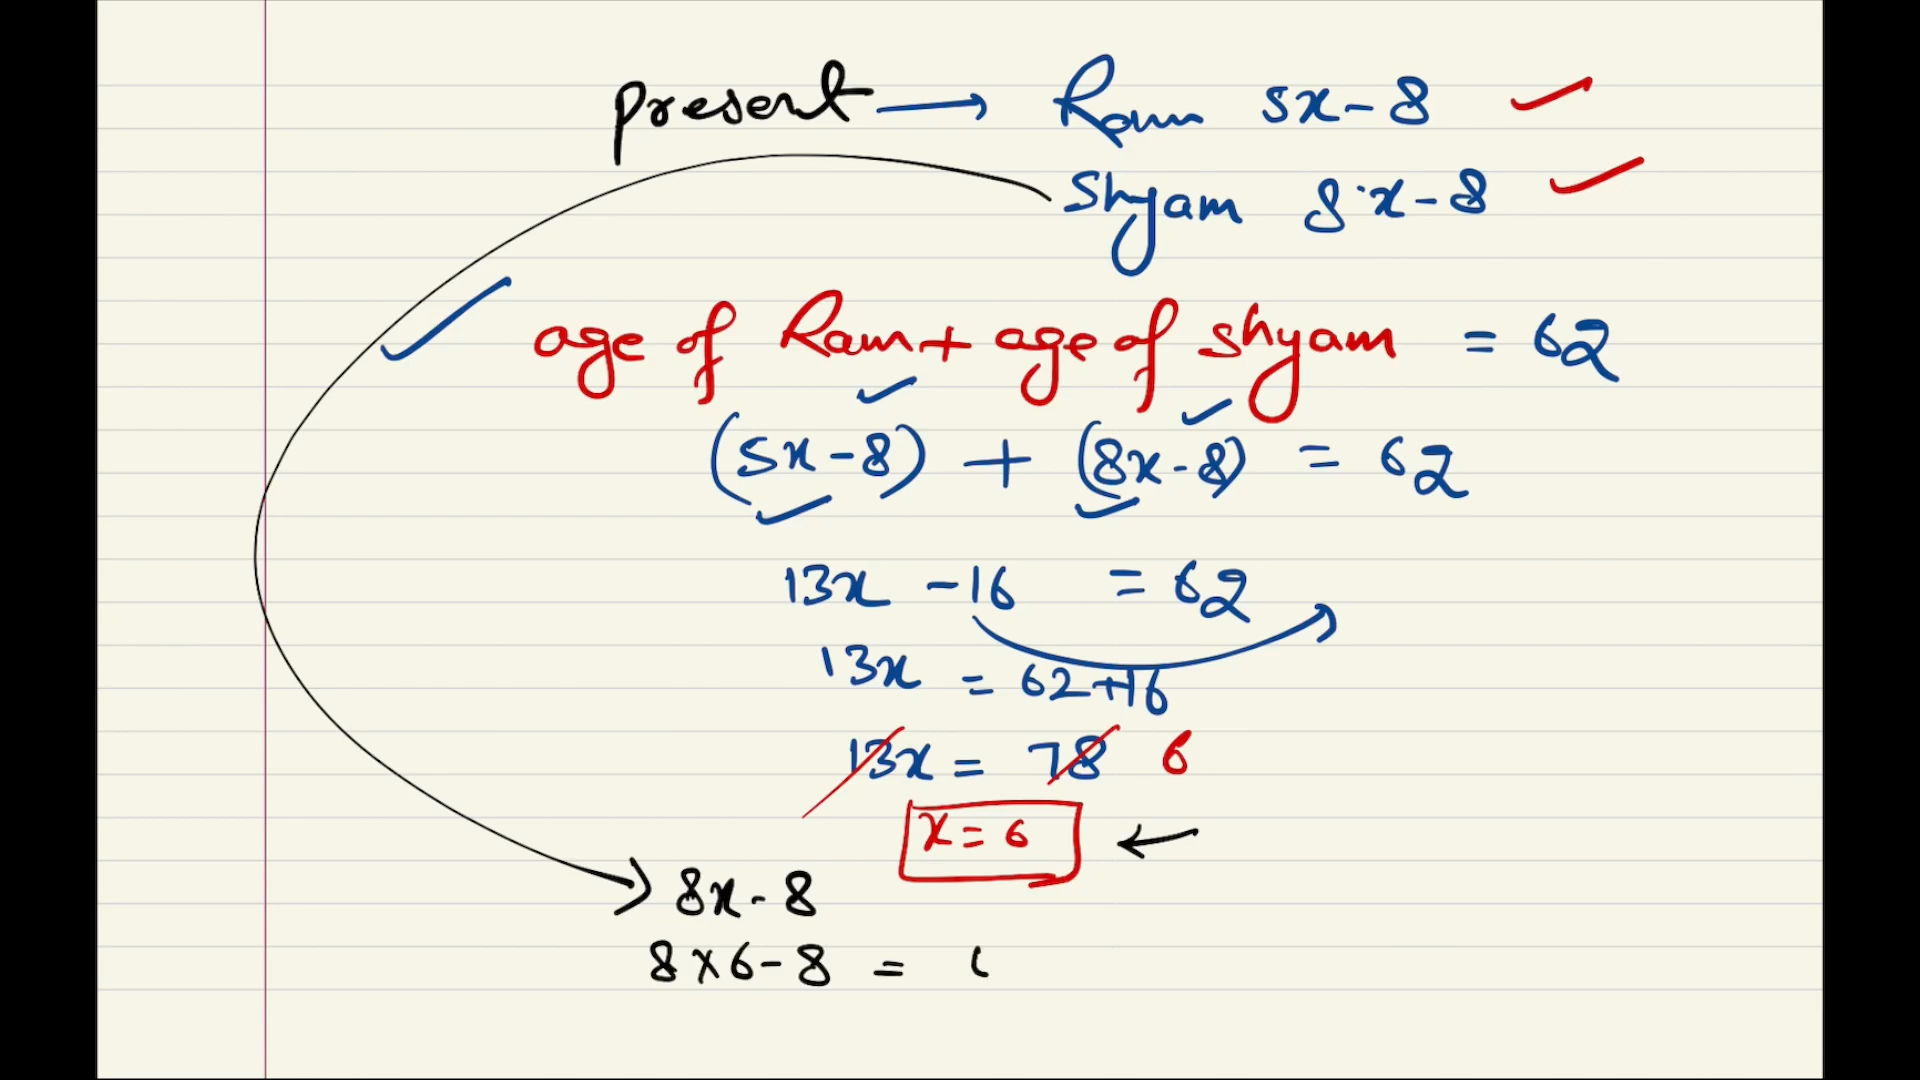 present → Ram 5x-8
Shyam 8·x-8
age of Ram + age of shyam = 62
(5x-8) + (8x-8) = 62
13x -16 = 62
13x = 62+16
13x = 78 6
x = 6
8x-8
8×6-8 =